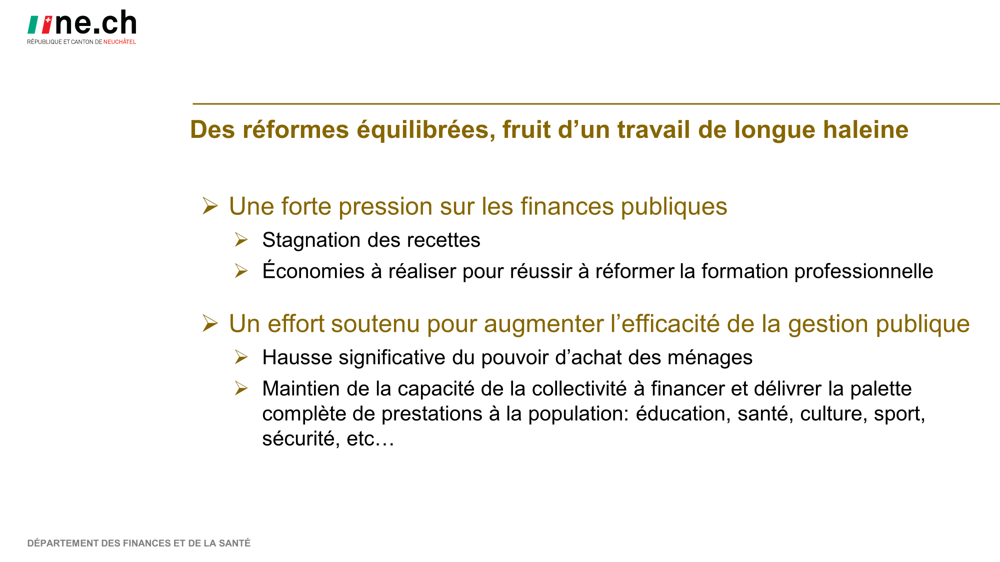 ne.ch
RÉPUBLIQUE ET CANTON DE NEUCHÂTEL
Des réformes équilibrées, fruit d’un travail de longue haleine
Une forte pression sur les finances publiques
Stagnation des recettes
Économies à réaliser pour réussir à réformer la formation professionnelle
Un effort soutenu pour augmenter l’efficacité de la gestion publique
Hausse significative du pouvoir d’achat des ménages
Maintien de la capacité de la collectivité à financer et délivrer la palette
complète de prestations à la population: éducation, santé, culture, sport,
sécurité, etc…
DÉPARTEMENT DES FINANCES ET DE LA SANTÉ